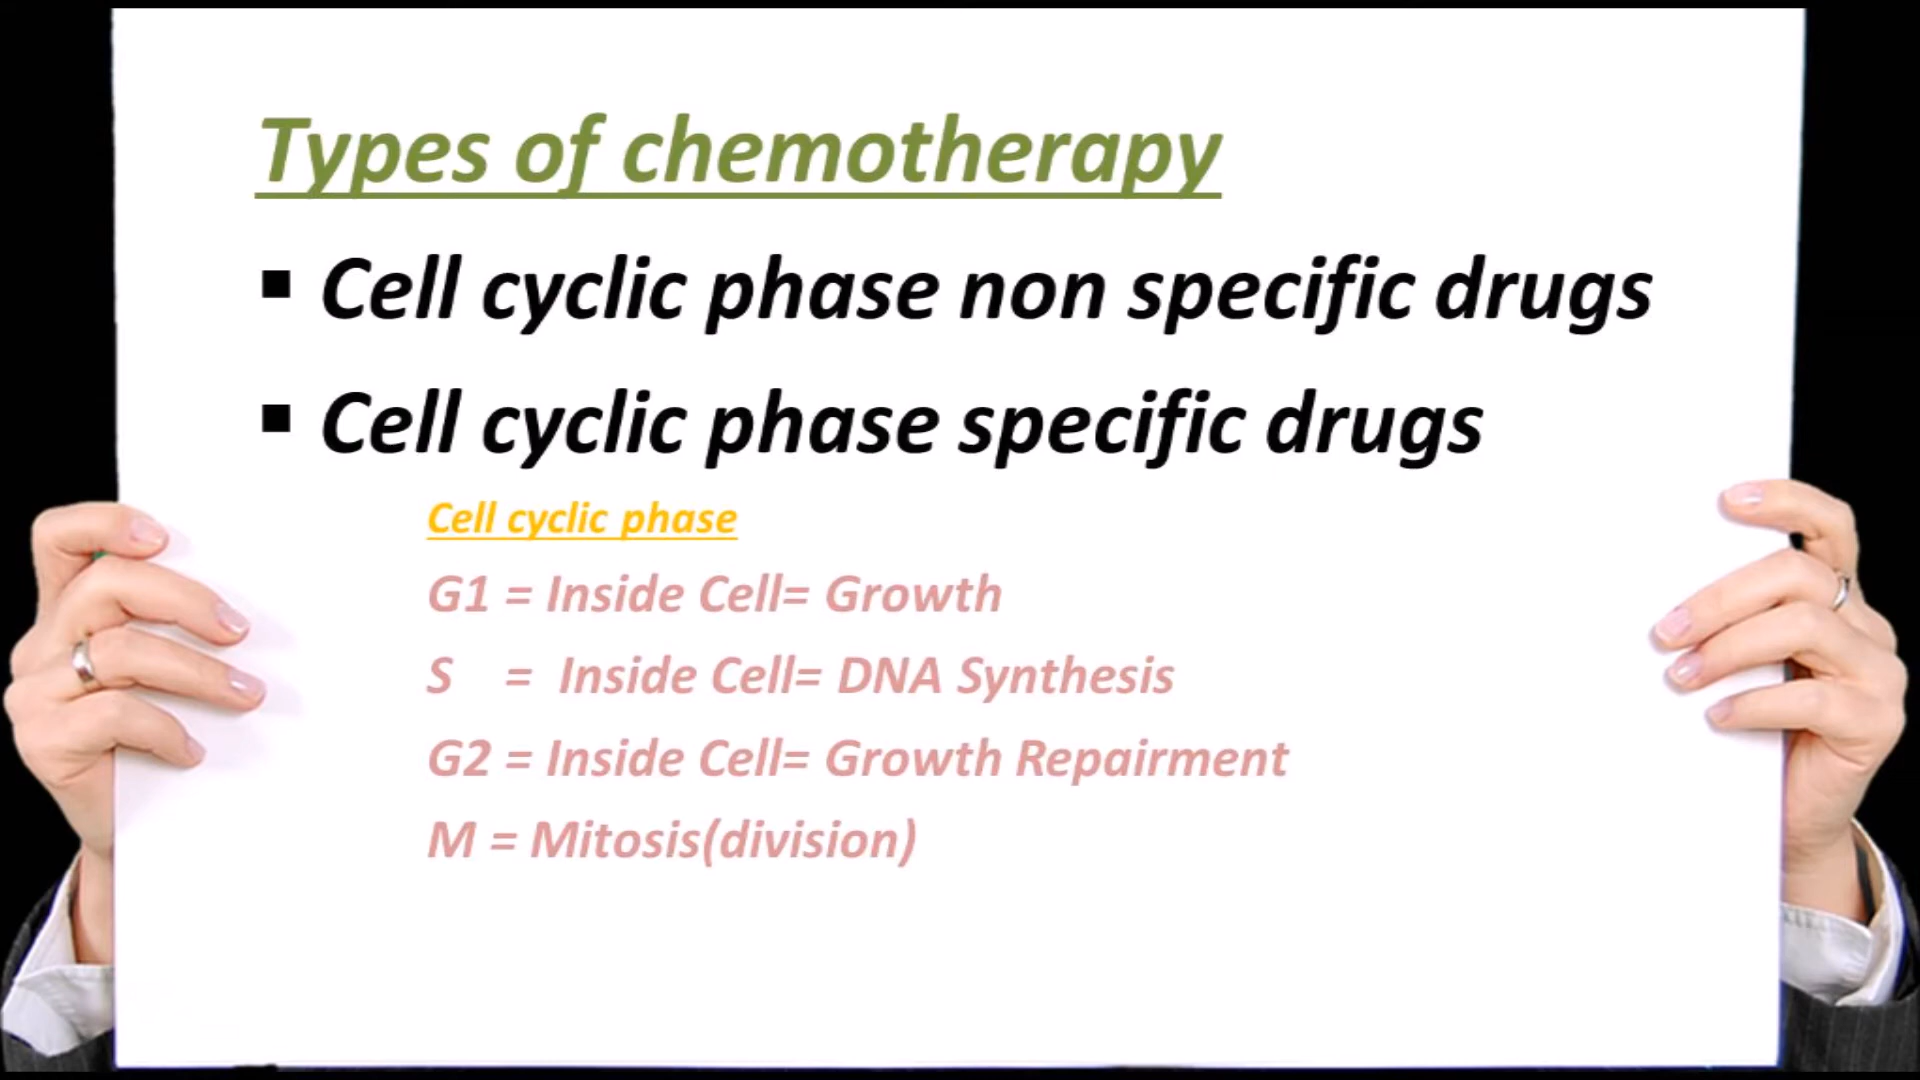 Types of chemotherapy
▪ Cell cyclic phase non specific drugs
▪ Cell cyclic phase specific drugs
Cell cyclic phase
G1 = Inside Cell= Growth
S = Inside Cell= DNA Synthesis
G2 = Inside Cell= Growth Repairment
M = Mitosis(division)